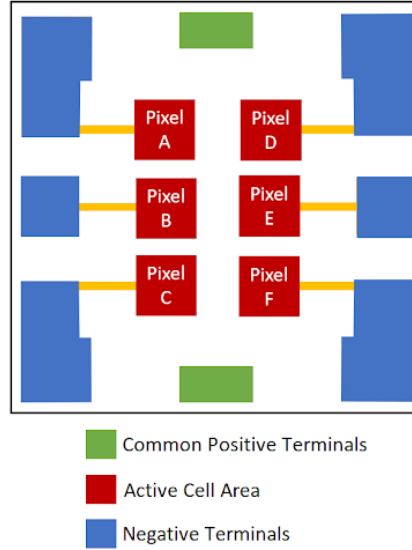 Pixel
A
Pixel
D
Pixel
B
Pixel
E
Pixel
C
Pixel
F
Common Positive Terminals
Active Cell Area
Negative Terminals